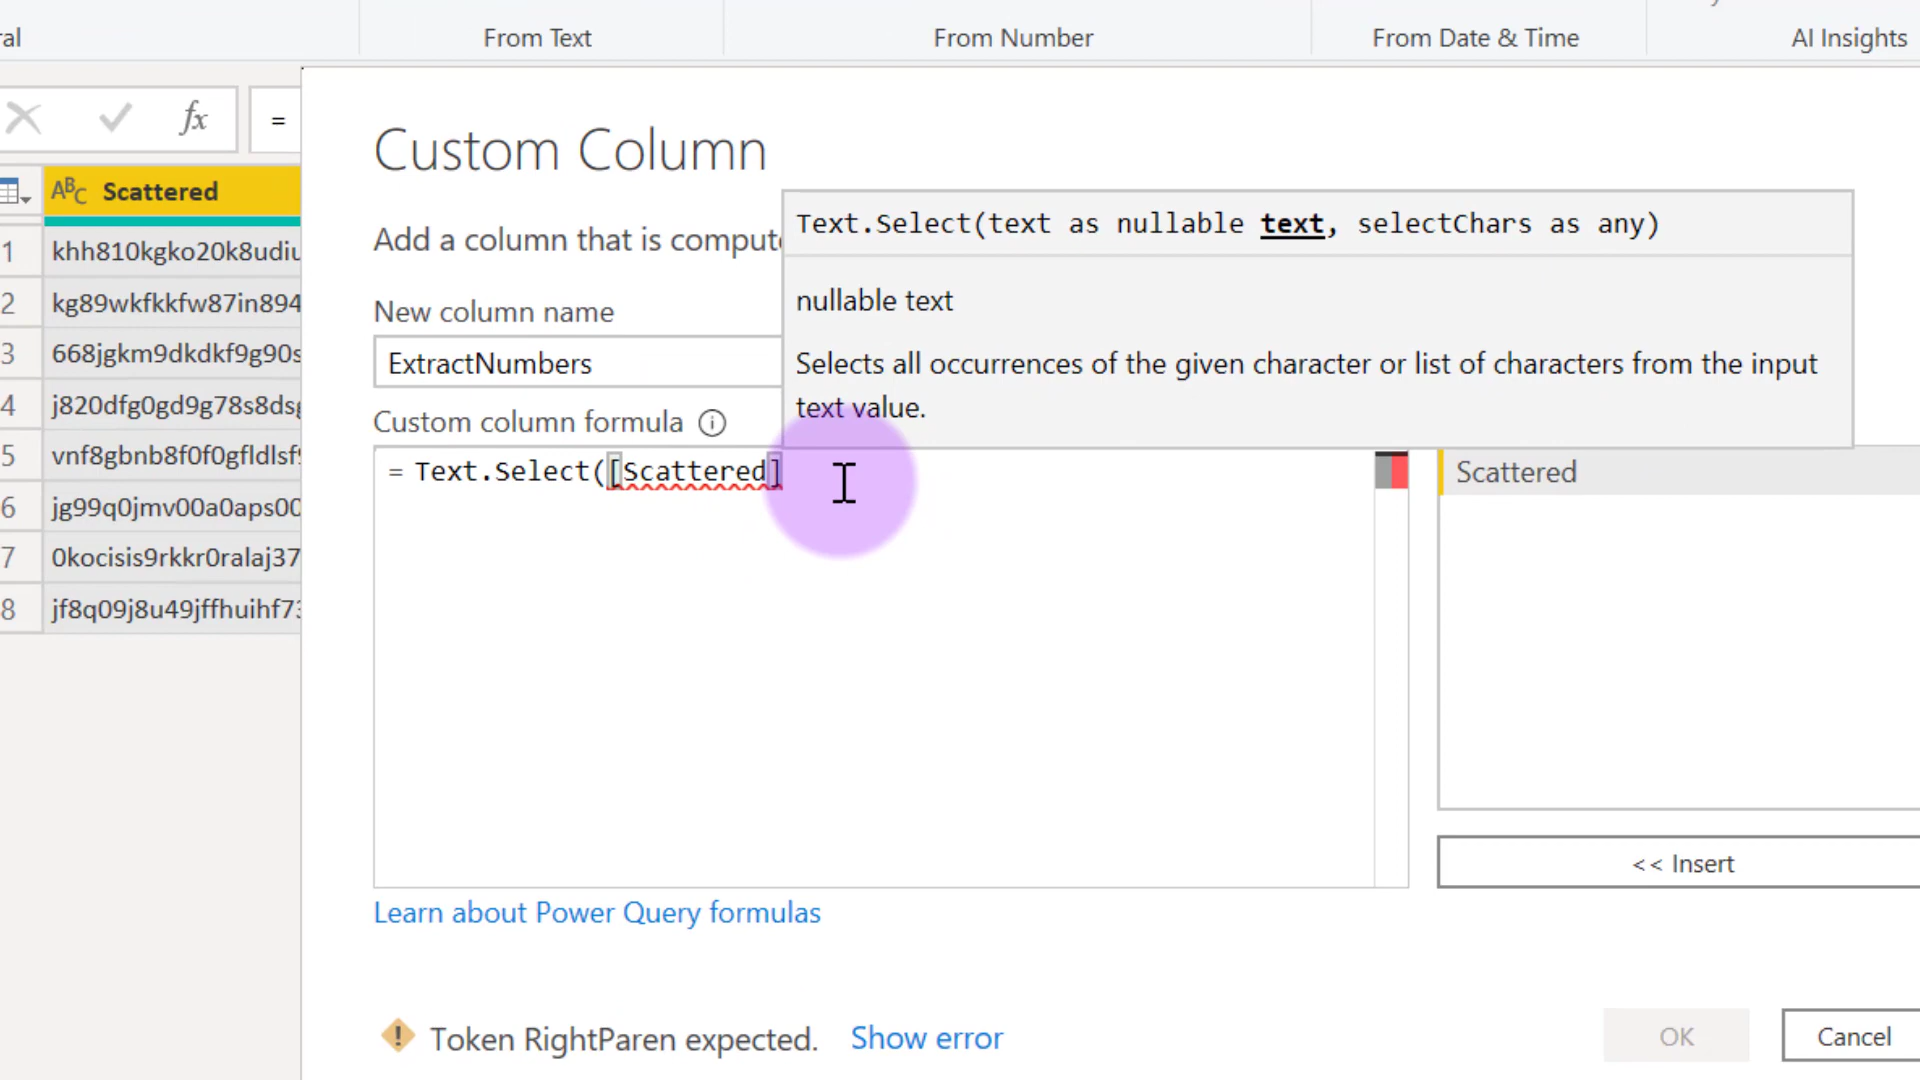 ral
From Text
From Number
From Date & Time
AI Insights
fx
=
Custom Column
ABC Scattered
Text.Select(text as nullable text, selectChars as any)
Add a column that is compute
1 khh810kgko20k8udiu
nullable text
2 kg89wkfkkfw87in894
New column name
3 668jgkm9dkdkf9g90s
ExtractNumbers
Selects all occurrences of the given character or list of characters from the input
text value.
4 j820dfg0gd9g78s8dsg
Custom column formula
5 vnf8gbnb8f0f0gfldlsf9
= Text.Select([Scattered]
Scattered
6 jg99q0jmv00a0aps00
7 0kocisis9rkkr0ralaj37
8 jf8q09j8u49jffhuihf73
<< Insert
Learn about Power Query formulas
Token RightParen expected.
Show error
OK
Cancel